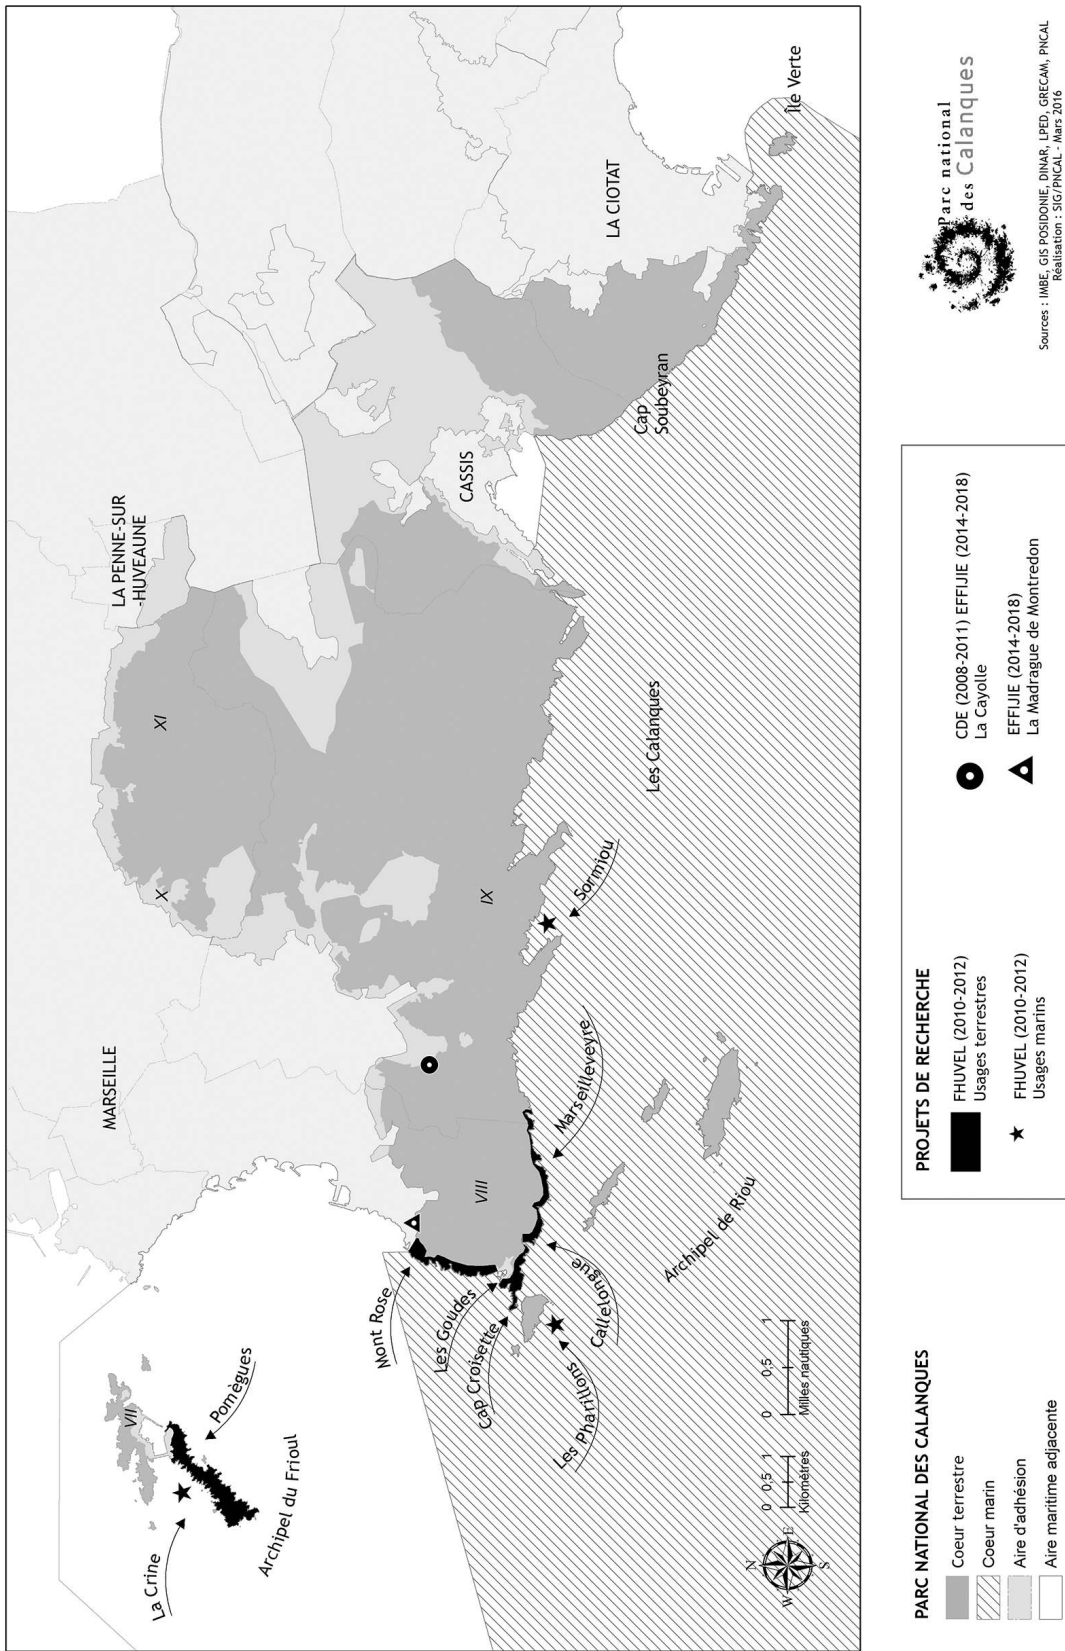 MARSEILLE
LA PENNE-SUR
-HUVEAUNE
XI
X
VII
La Crine
Pomègues
Archipel du Frioul
Mont Rose
Les Goudes
Cap Croisette
Les Pharillons
Callelongue
Marseilleveyre
Sormiou
VIII
IX
CASSIS
LA CIOTAT
Cap
Soubeyran
Île Verte
Les Calanques
Archipel de Riou
N
W
E
S
0 0,5 1
Kilomètres
0 0,5 1
Milles nautiques
PARC NATIONAL DES CALANQUES
Coeur terrestre
Coeur marin
Aire d'adhésion
Aire maritime adjacente
PROJETS DE RECHERCHE
FHUVEL (2010-2012)
Usages terrestres
FHUVEL (2010-2012)
Usages marins
CDE (2008-2011) EFFIJIE (2014-2018)
La Cayolle
EFFIJIE (2014-2018)
La Madrague de Montredon
Parc national
des Calanques
Sources : IMBE, GIS POSIDONIE, DINAR, LPED, GRECAM, PNCAL
Réalisation : SIG/PNCAL - Mars 2016